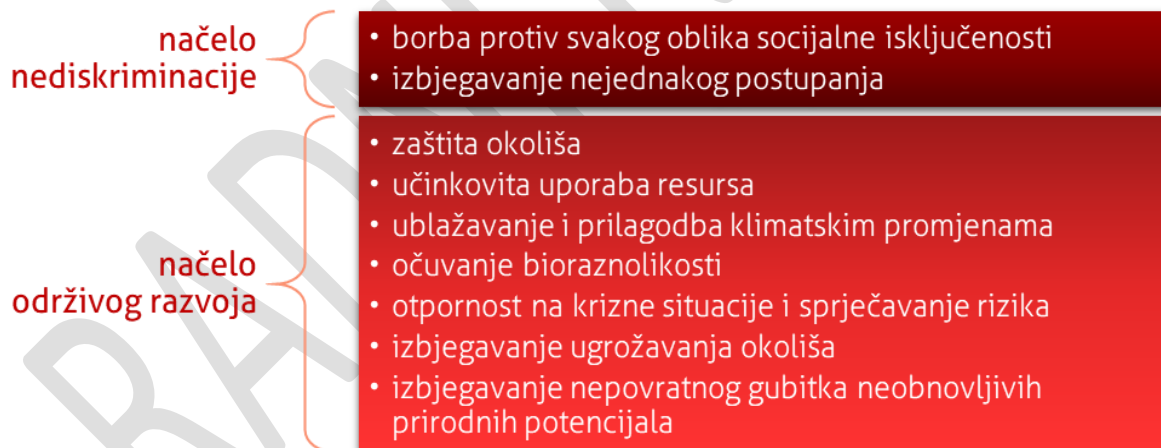 načelo
nediskriminacije
• borba protiv svakog oblika socijalne isključenosti
• izbjegavanje nejednakog postupanja
načelo
održivog razvoja
• zaštita okoliša
• učinkovita uporaba resursa
• ublažavanje i prilagodba klimatskim promjenama
• očuvanje bioraznolikosti
• otpornost na krizne situacije i sprječavanje rizika
• izbjegavanje ugrožavanja okoliša
• izbjegavanje nepovratnog gubitka neobnovljivih
prirodnih potencijala